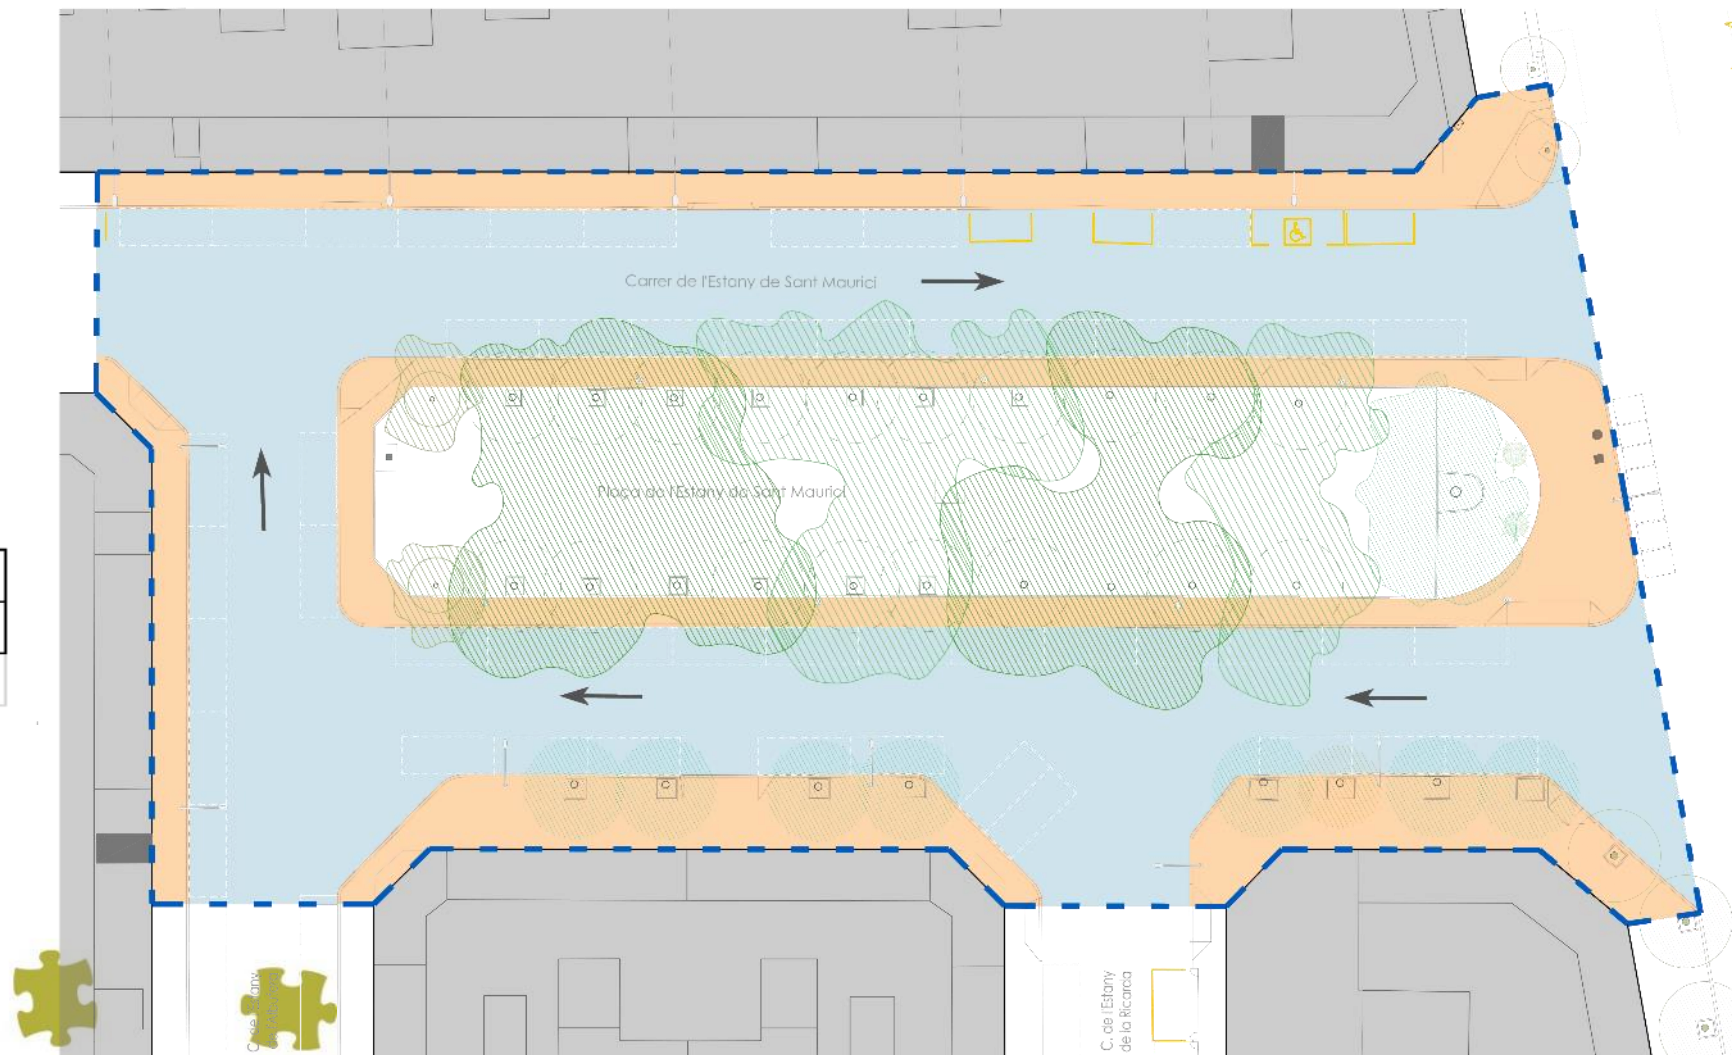 Carrer de l'Estany de Sant Maurici
Plaça de l'Estany de Sant Maurici
C. de l'Estany
de la Ricarda